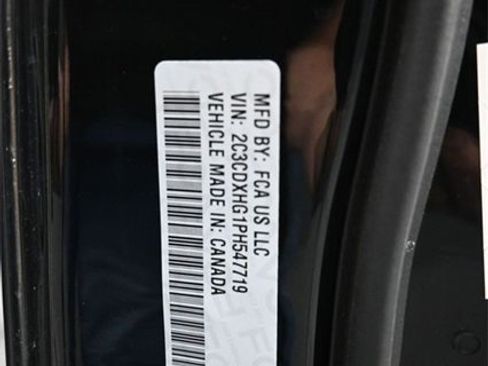 MFD BY: FCA US LLC
VIN: 2C3CDXHG1PH547719
VEHICLE MADE IN: CANADA